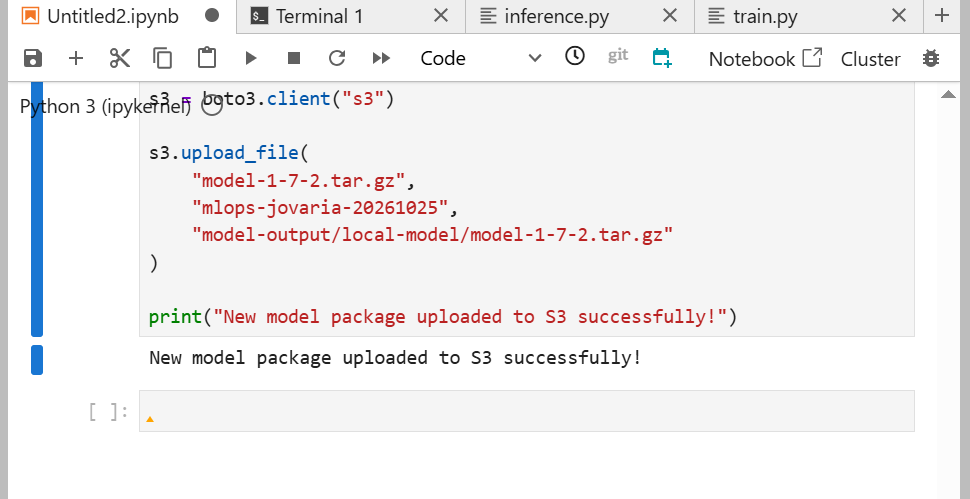 Untitled2.ipynb
Terminal 1
inference.py
train.py
Code
git
Notebook
Cluster
Python 3 (ipykernel)
s3 = boto3.client("s3")
s3.upload_file(
    "model-1-7-2.tar.gz",
    "mlops-jovaria-20261025",
    "model-output/local-model/model-1-7-2.tar.gz"
)
print("New model package uploaded to S3 successfully!")
New model package uploaded to S3 successfully!
[ ]: